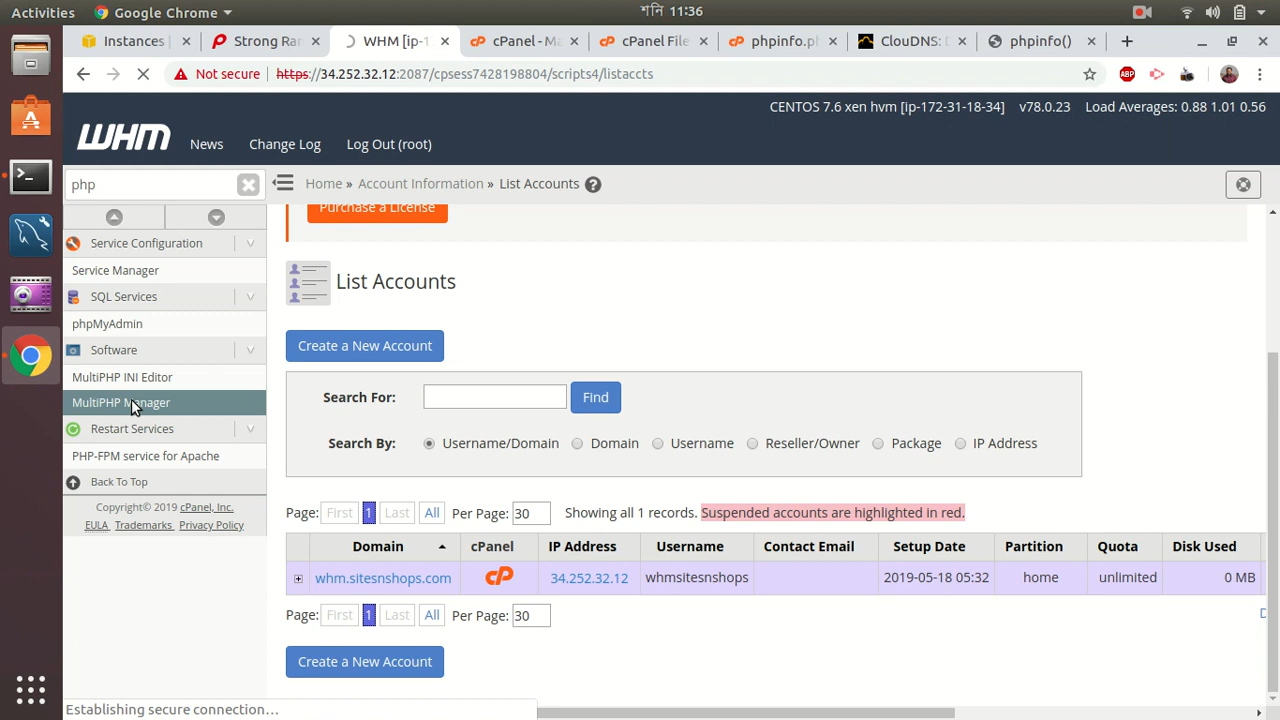 Activities Google Chrome শনি 11:36
Instances | Strong Ra WHM [ip-1 cPanel - M cPanel File phpinfo.p ClouDNS: phpinfo()
Not secure https://34.252.32.12:2087/cpsess7428198804/scripts4/listaccts
CENTOS 7.6 xen hvm [ip-172-31-18-34] v78.0.23 Load Averages: 0.88 1.01 0.56
WHM News Change Log Log Out (root)
php
Home » Account Information » List Accounts
Purchase a License
Service Configuration
Service Manager
SQL Services
phpMyAdmin
Software
MultiPHP INI Editor
MultiPHP Manager
Restart Services
PHP-FPM service for Apache
Back To Top
Copyright© 2019 cPanel, Inc.
EULA Trademarks Privacy Policy
List Accounts
Create a New Account
Search For: Find
Search By: Username/Domain Domain Username Reseller/Owner Package IP Address
Page: First 1 Last All Per Page: 30 Showing all 1 records. Suspended accounts are highlighted in red.
Domain cPanel IP Address Username Contact Email Setup Date Partition Quota Disk Used
whm.sitesnshops.com cP 34.252.32.12 whmsitesnshops 2019-05-18 05:32 home unlimited 0 MB
Page: First 1 Last All Per Page: 30
Create a New Account
Establishing secure connection…